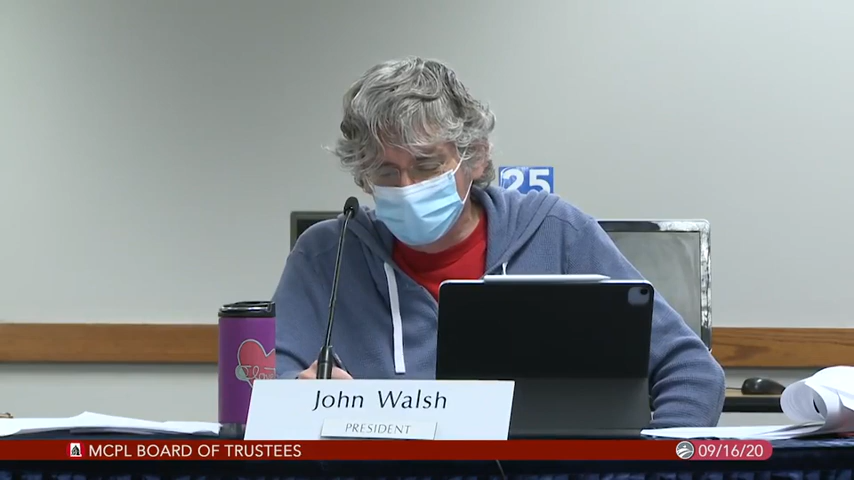 25
John Walsh
PRESIDENT
MCPL BOARD OF TRUSTEES
09/16/20